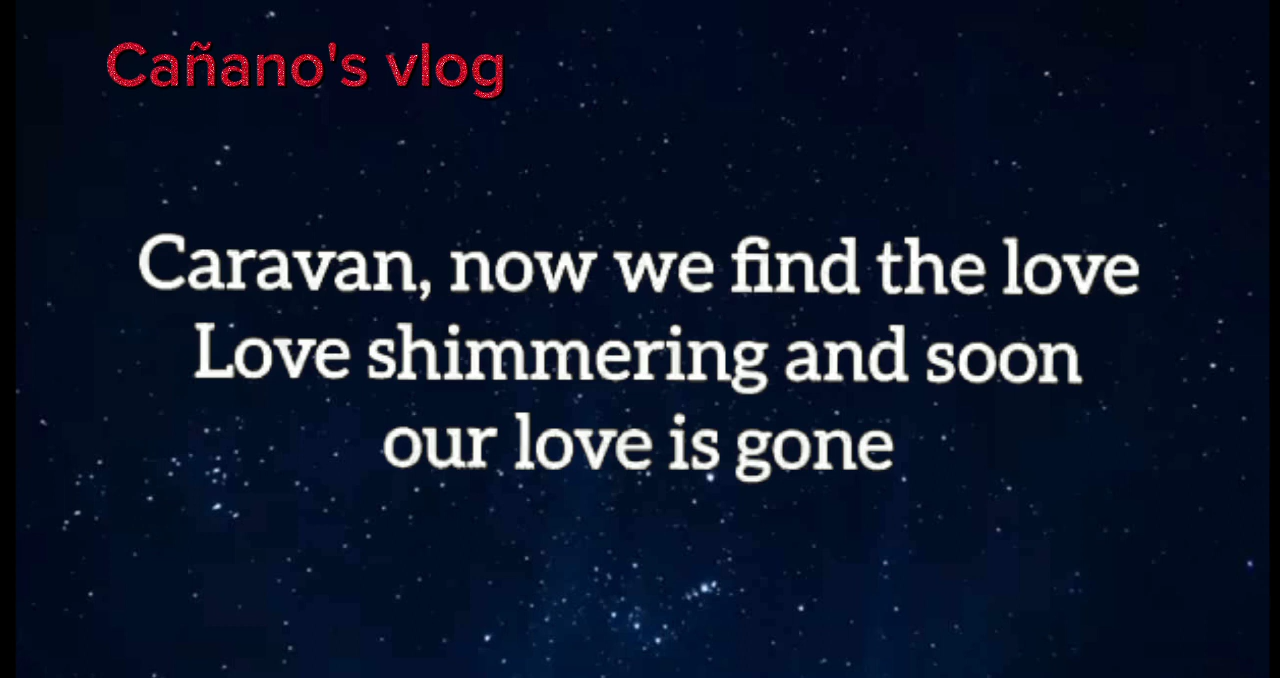 Cañano's vlog
Caravan, now we find the love
Love shimmering and soon
our love is gone